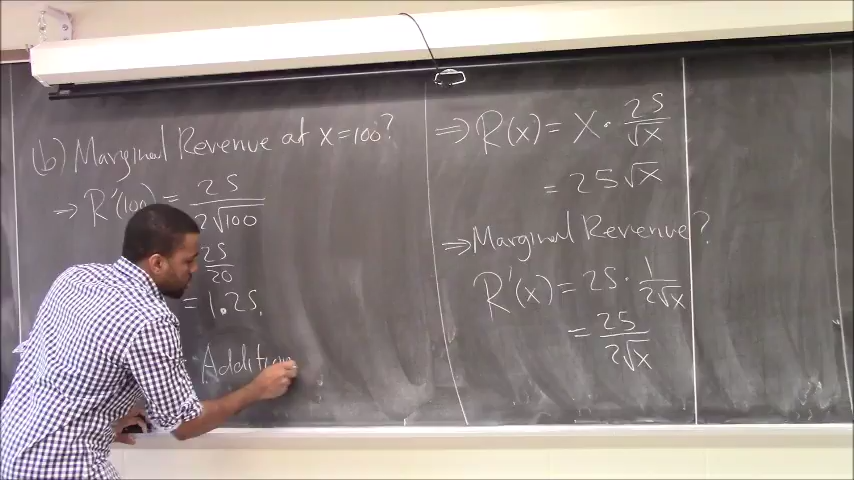 (b) Marginal Revenue at x=100?
⇒ R'(100) = 25/2√100
25/20
= 1.25.
Addition
⇒ R(x) = x · 25/√x
= 25√x
⇒ Marginal Revenue?
R'(x) = 25 · 1/2√x
= 25/2√x